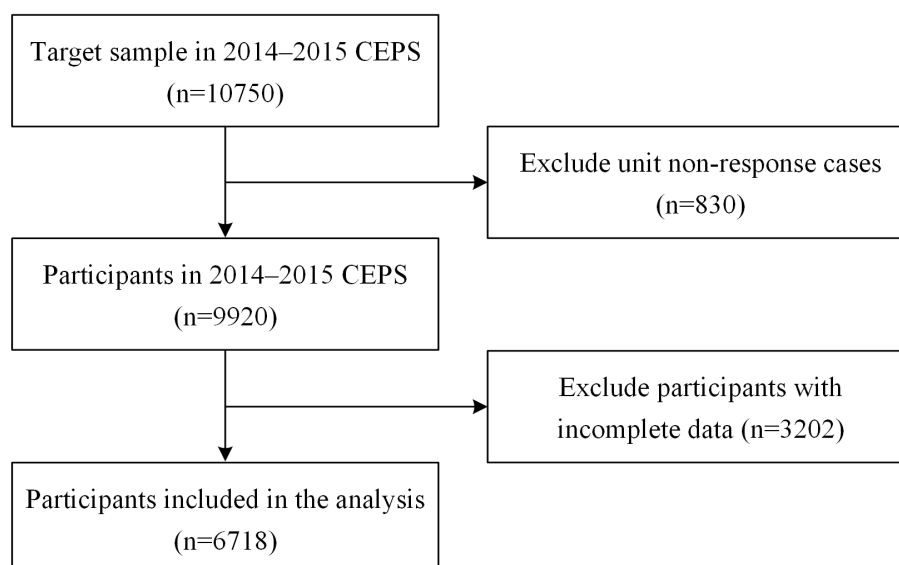 Target sample in 2014–2015 CEPS
(n=10750)
Exclude unit non-response cases
(n=830)
Participants in 2014–2015 CEPS
(n=9920)
Exclude participants with
incomplete data (n=3202)
Participants included in the analysis
(n=6718)